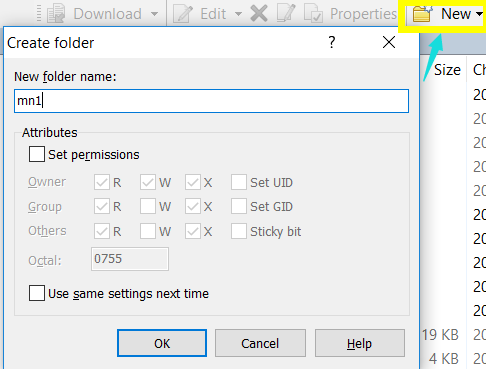 Download Edit Properties New
Create folder
New folder name:
mn1
Attributes
Set permissions
Owner R W X Set UID
Group R W X Set GID
Others R W X Sticky bit
Octal: 0755
Use same settings next time
OK Cancel Help
Size
20
20
20
20
20
20
20
20
20
20
19 KB 20
4 KB 20